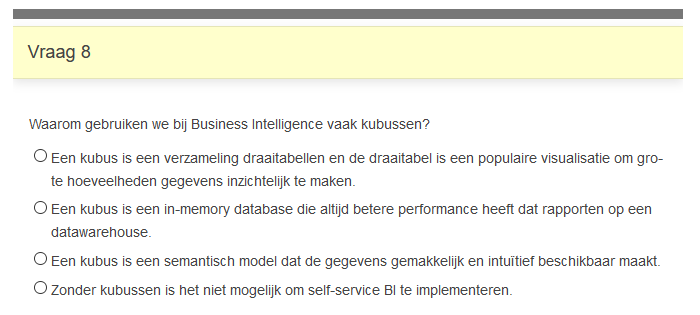 Vraag 8
Waarom gebruiken we bij Business Intelligence vaak kubussen?
Een kubus is een verzameling draaitabellen en de draaitabel is een populaire visualisatie om gro-
te hoeveelheden gegevens inzichtelijk te maken.
Een kubus is een in-memory database die altijd betere performance heeft dat rapporten op een
datawarehouse.
Een kubus is een semantisch model dat de gegevens gemakkelijk en intuïtief beschikbaar maakt.
Zonder kubussen is het niet mogelijk om self-service BI te implementeren.